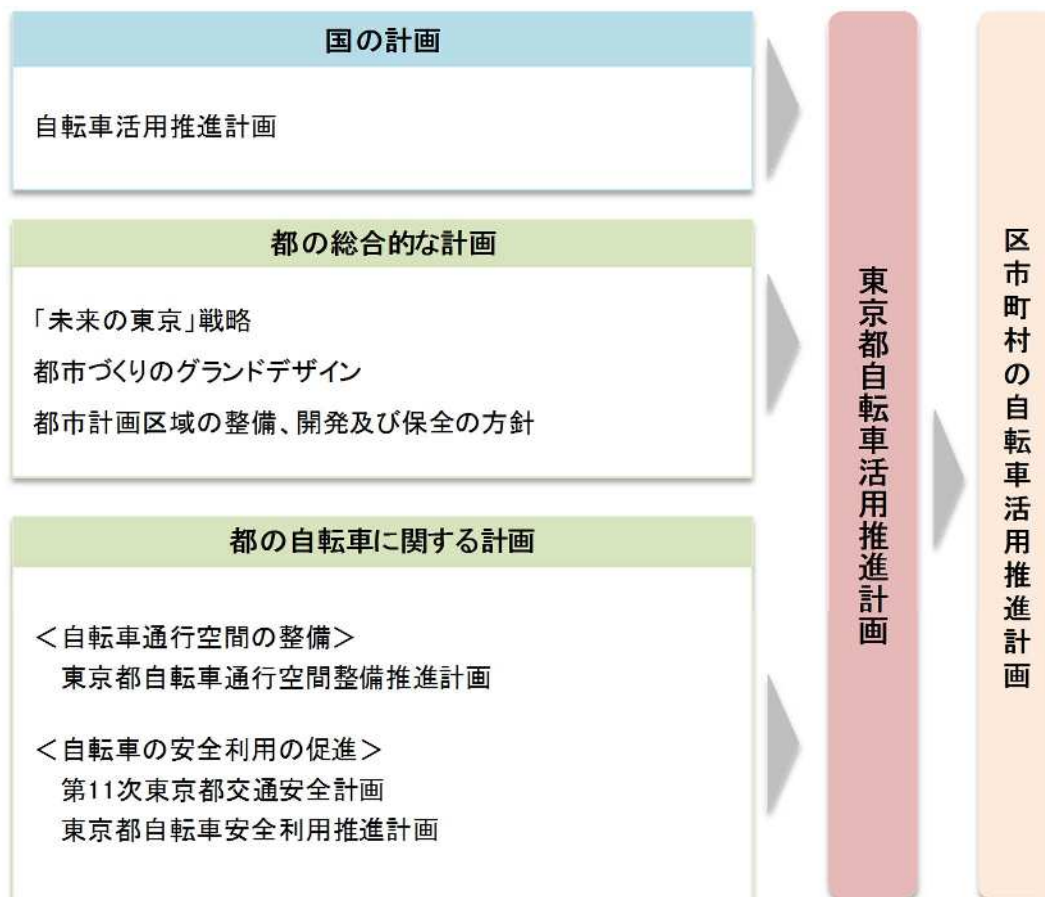 国の計画
自転車活用推進計画
都の総合的な計画
「未来の東京」戦略
都市づくりのグランドデザイン
都市計画区域の整備、開発及び保全の方針
都の自転車に関する計画
＜自転車通行空間の整備＞
東京都自転車通行空間整備推進計画
＜自転車の安全利用の促進＞
第11次東京都交通安全計画
東京都自転車安全利用推進計画
東京都自転車活用推進計画
区市町村の自転車活用推進計画